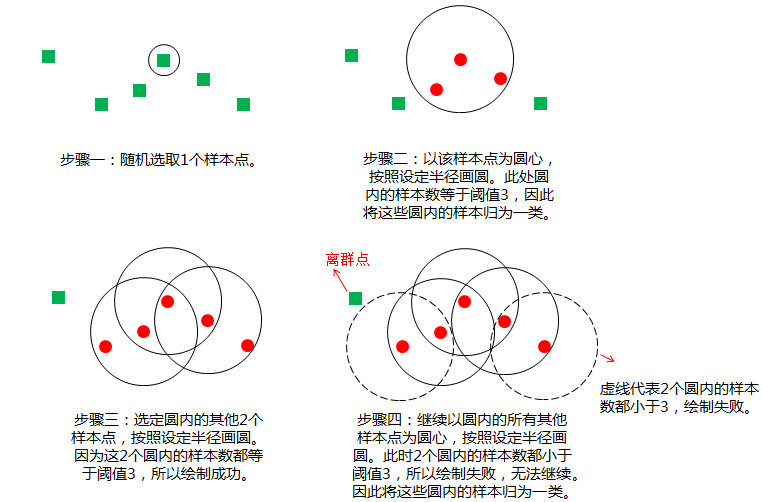 步骤一：随机选取1个样本点。
步骤二：以该样本点为圆心，
按照设定半径画圆。此处圆
内的样本数等于阈值3，因此
将这些圆内的样本归为一类。
离群点
虚线代表2个圆内的样本
数都小于3，绘制失败。
步骤三：选定圆内的其他2个
样本点，按照设定半径画圆。
因为这2个圆内的样本数都等
于阈值3，所以绘制成功。
步骤四：继续以圆内的所有其他
样本点为圆心，按照设定半径画
圆。此时2个圆内的样本数都小于
阈值3，所以绘制失败，无法继续。
因此将这些圆内的样本归为一类。